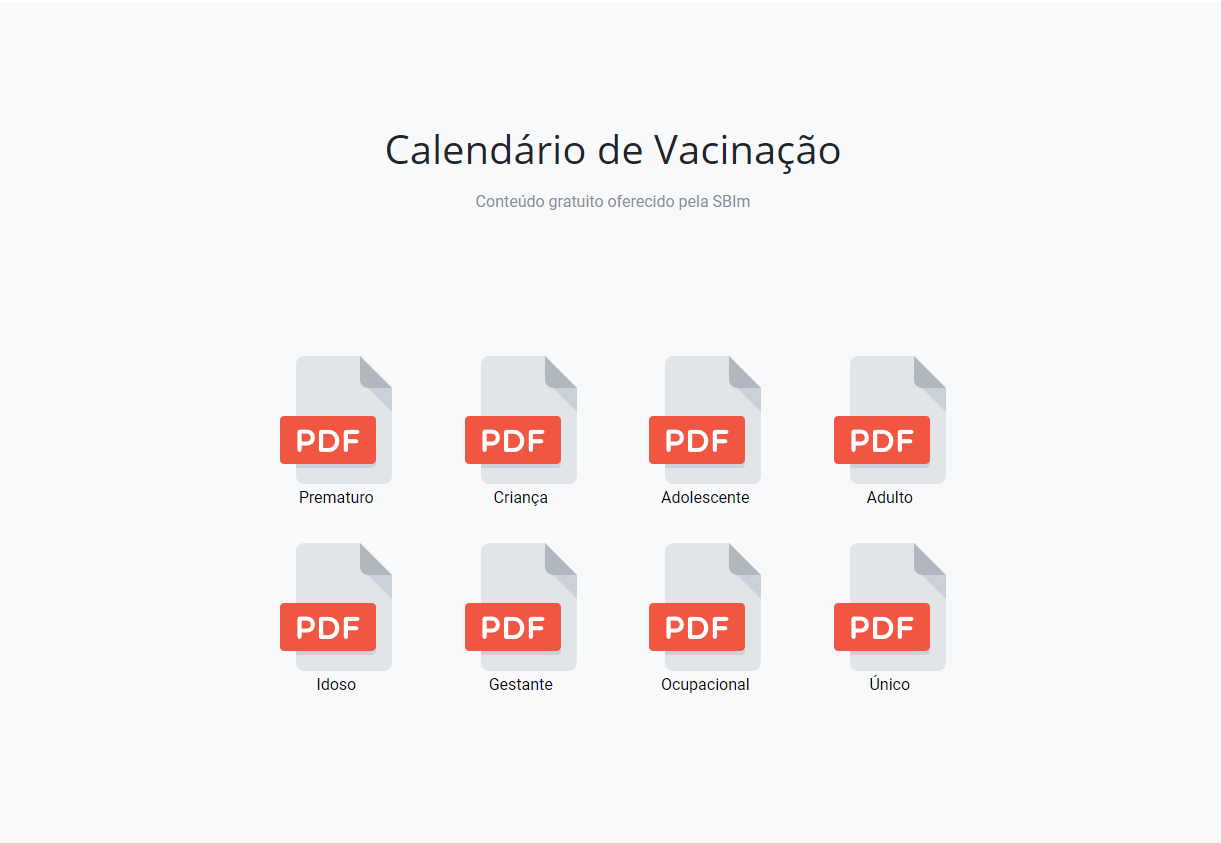 Calendário de Vacinação
Conteúdo gratuito oferecido pela SBIm
PDF PDF PDF PDF
Prematuro Criança Adolescente Adulto
PDF PDF PDF PDF
Idoso Gestante Ocupacional Único